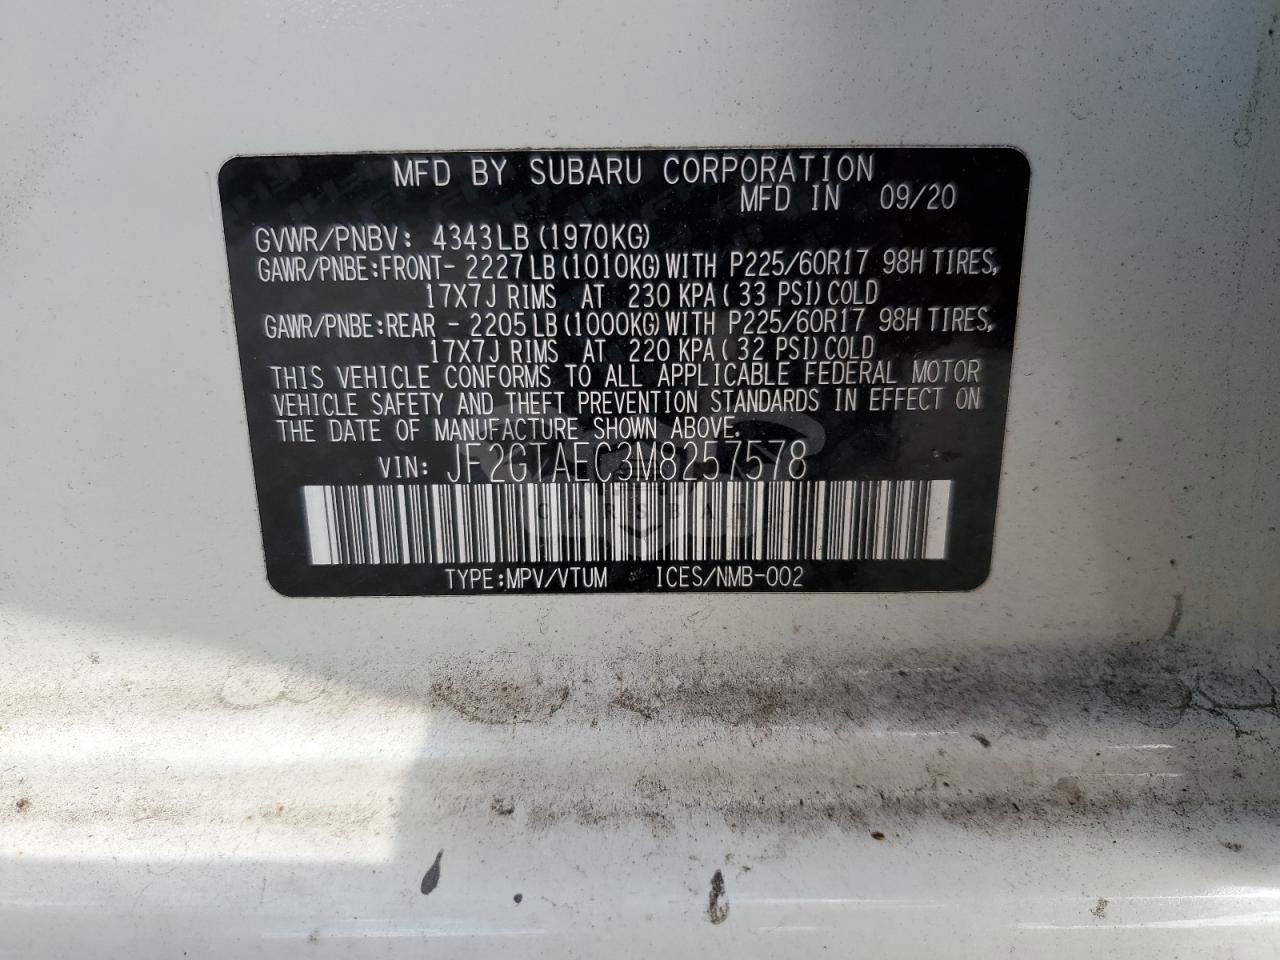 MFD BY SUBARU CORPORATION
MFD IN 09/20
GVWR/PNBV: 4343LB(1970KG)
GAWR/PNBE:FRONT- 2227LB(1010KG)WITH P225/60R17 98H TIRES,
17X7J RIMS AT 230 KPA( 33 PSI)COLD
GAWR/PNBE:REAR - 2205LB(1000KG)WITH P225/60R17 98H TIRES,
17X7J RIMS AT 220 KPA( 32 PSI)COLD
THIS VEHICLE CONFORMS TO ALL APPLICABLE FEDERAL MOTOR
VEHICLE SAFETY AND THEFT PREVENTION STANDARDS IN EFFECT ON
THE DATE OF MANUFACTURE SHOWN ABOVE.
VIN: JF2GTAEC3M8257578
CARSBAD
TYPE:MPV/VTUM ICES/NMB-002